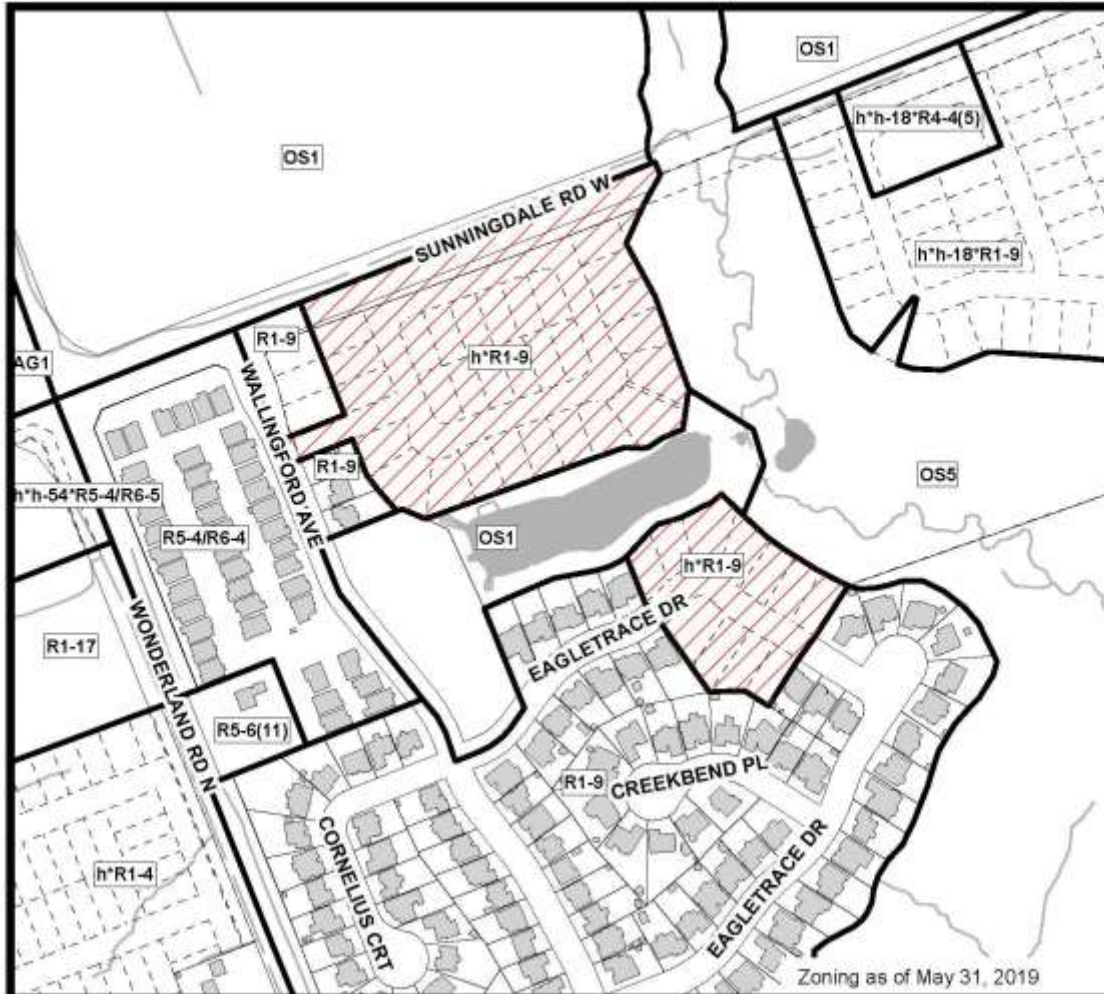 OS1
h*h-18*R4-4(5)
OS1
SUNNINGDALE RD W
h*h-18*R1-9
R1-9
h*R1-9
AG1
WALLINGFORD AVE
R1-9
OS5
h*h-54*R5-4/R6-5
R5-4/R6-4
OS1
h*R1-9
EAGLETRACE DR
WONDERLAND RD N
R1-17
R5-6(11)
R1-9
CREEKBEND PL
CORNELIUS CRT
h*R1-4
EAGLETRACE DR
Zoning as of May 31, 2019